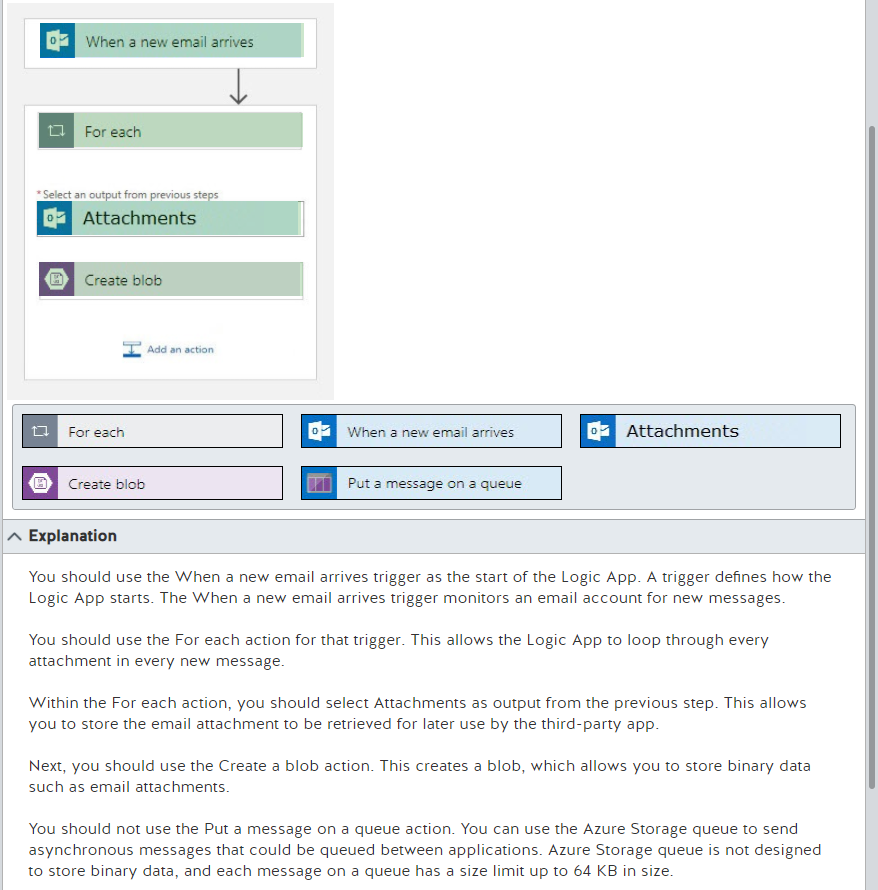 When a new email arrives
For each
* Select an output from previous steps
Attachments
Create blob
Add an action
For each
When a new email arrives
Attachments
Create blob
Put a message on a queue
Explanation
You should use the When a new email arrives trigger as the start of the Logic App. A trigger defines how the
Logic App starts. The When a new email arrives trigger monitors an email account for new messages.
You should use the For each action for that trigger. This allows the Logic App to loop through every
attachment in every new message.
Within the For each action, you should select Attachments as output from the previous step. This allows
you to store the email attachment to be retrieved for later use by the third-party app.
Next, you should use the Create a blob action. This creates a blob, which allows you to store binary data
such as email attachments.
You should not use the Put a message on a queue action. You can use the Azure Storage queue to send
asynchronous messages that could be queued between applications. Azure Storage queue is not designed
to store binary data, and each message on a queue has a size limit up to 64 KB in size.